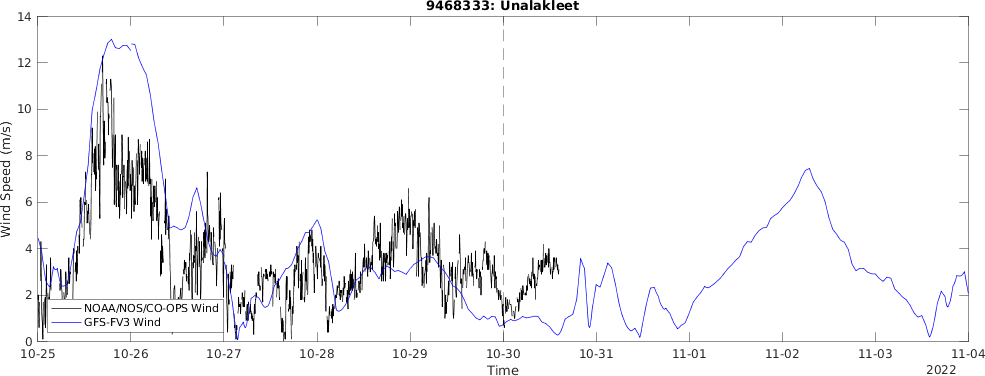 9468333: Unalakleet
14
12
10
8
6
4
2
0
Wind Speed (m/s)
NOAA/NOS/CO-OPS Wind
GFS-FV3 Wind
10-25 10-26 10-27 10-28 10-29 10-30 10-31 11-01 11-02 11-03 11-04
Time
2022